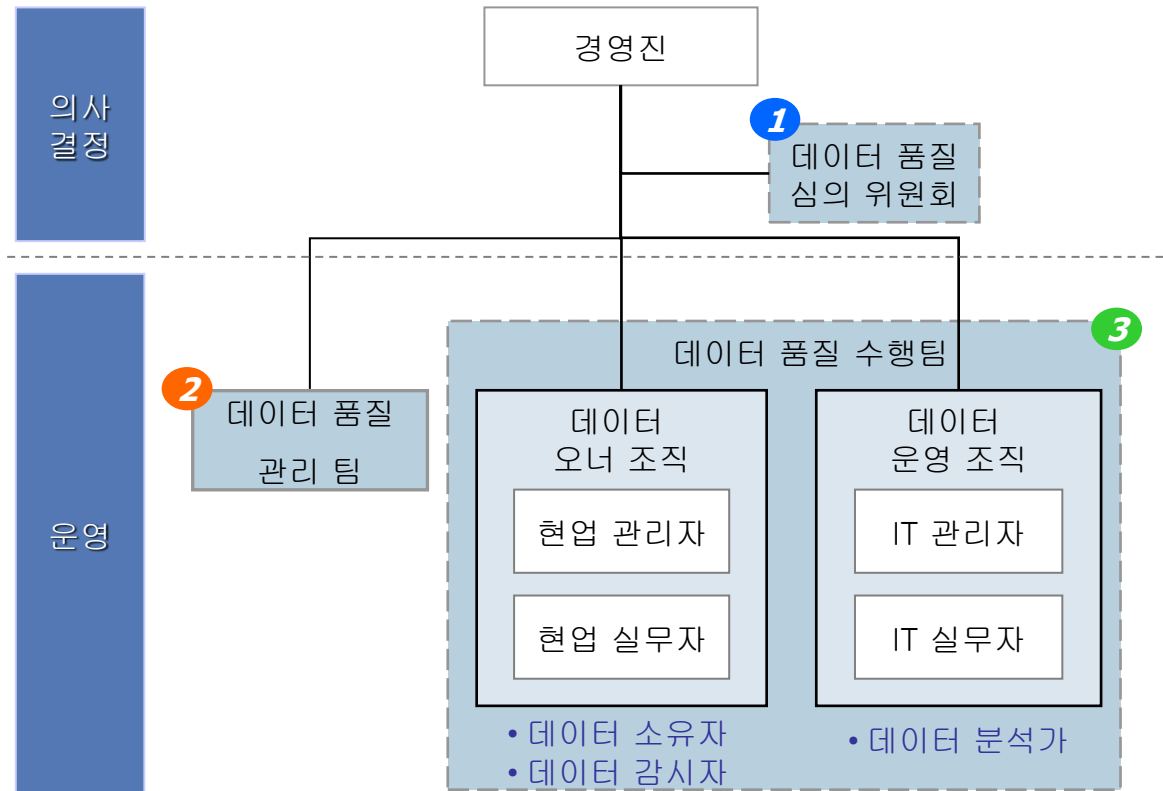 의사
결정
경영진
1
데이터 품질
심의 위원회
운영
2
데이터 품질
관리 팀
3
데이터 품질 수행팀
데이터
오너 조직
현업 관리자
현업 실무자
• 데이터 소유자
• 데이터 감시자
데이터
운영 조직
IT 관리자
IT 실무자
• 데이터 분석가